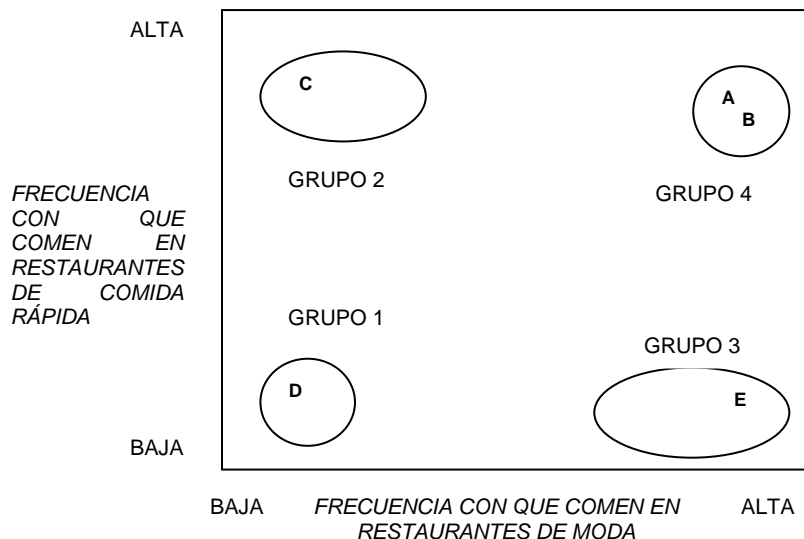 ALTA
C
A
B
GRUPO 2
GRUPO 4
FRECUENCIA
CON QUE
COMEN EN
RESTAURANTES
DE COMIDA
RÁPIDA
GRUPO 1
GRUPO 3
D
E
BAJA
BAJA FRECUENCIA CON QUE COMEN EN ALTA
RESTAURANTES DE MODA